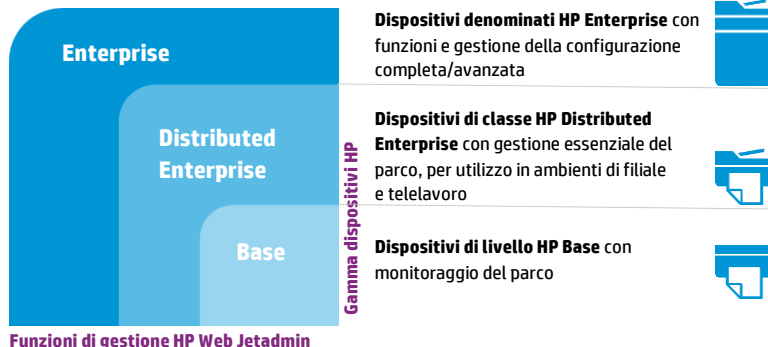 Enterprise
Distributed
Enterprise
Base
Gamma dispositivi HP
Dispositivi denominati HP Enterprise con
funzioni e gestione della configurazione
completa/avanzata
Dispositivi di classe HP Distributed
Enterprise con gestione essenziale del
parco, per utilizzo in ambienti di filiale
e telelavoro
Dispositivi di livello HP Base con
monitoraggio del parco
Funzioni di gestione HP Web Jetadmin